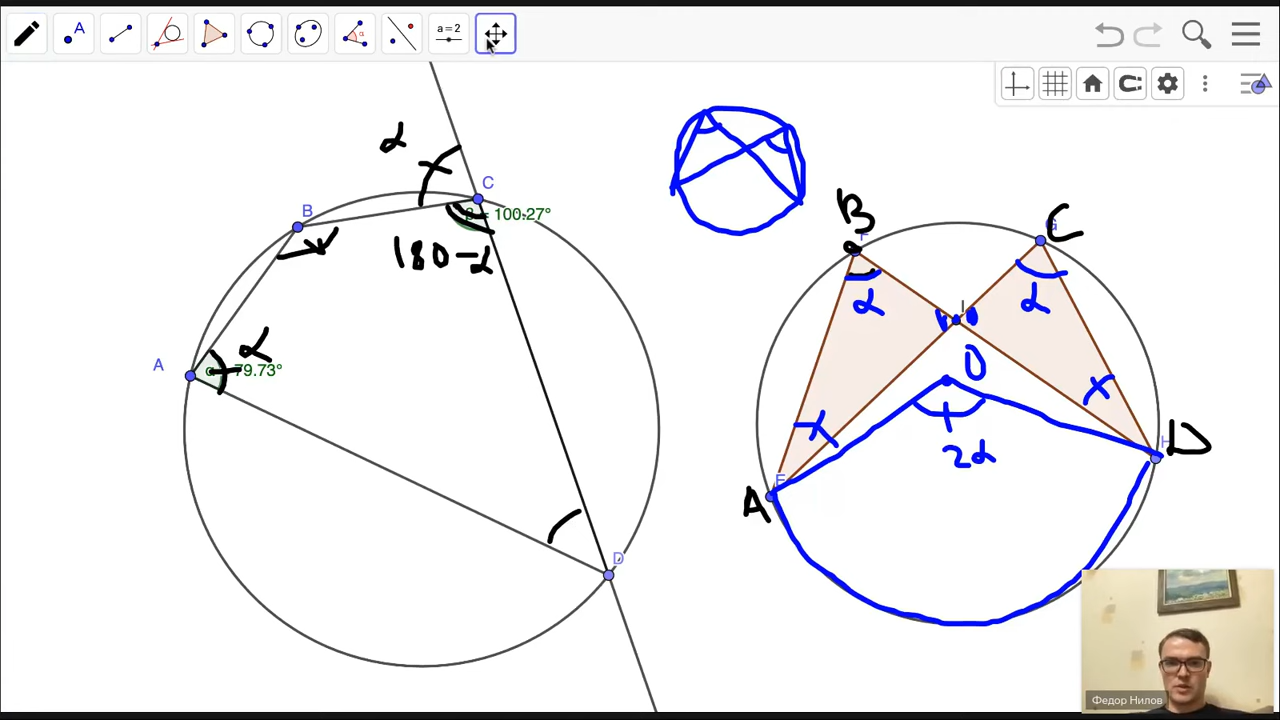 A
a=2
α
C
B
β = 100.27°
180-α
A
α
79.73°
D
B
C
G
α
I
α
O
2α
D
H
E
A
Федор Нилов